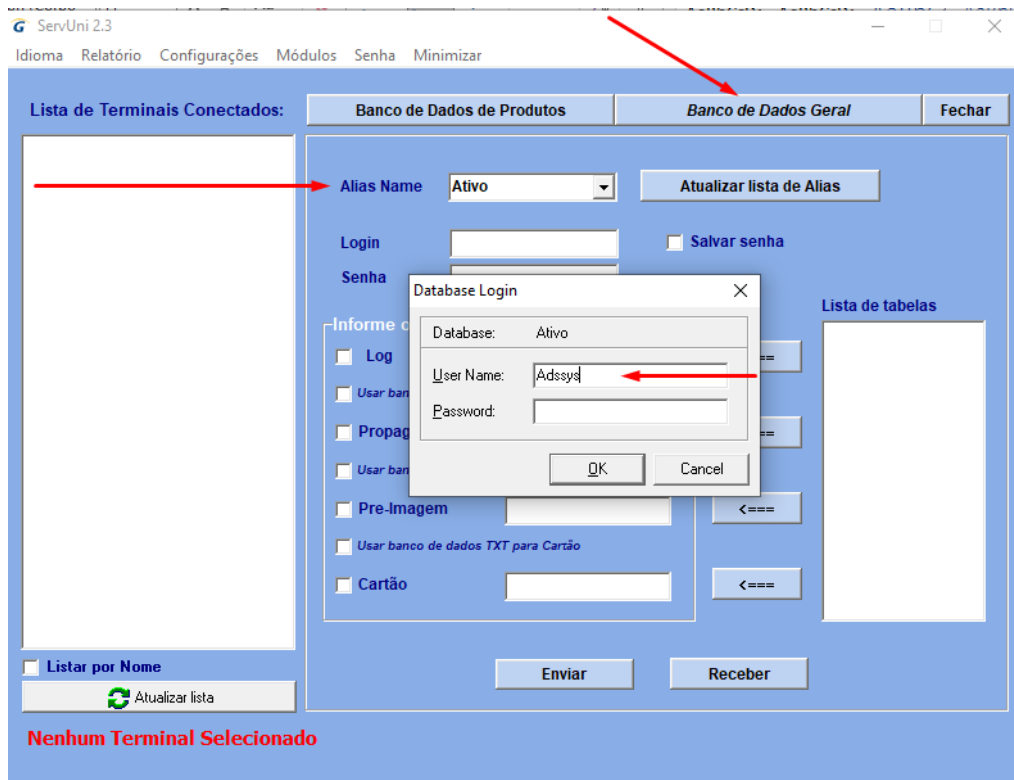 ServUni 2.3
Idioma Relatório Configurações Módulos Senha Minimizar
Lista de Terminais Conectados:
Banco de Dados de Produtos
Banco de Dados Geral
Fechar
Alias Name
Ativo
Atualizar lista de Alias
Login
Salvar senha
Senha
Database Login
Database: Ativo
User Name: Adssys
Password:
OK
Cancel
Lista de tabelas
Informe
Log
Usar ban
Propag
Usar ban
Pre-Imagem
<===
Usar banco de dados TXT para Cartão
Cartão
<===
Enviar
Receber
Listar por Nome
Atualizar lista
Nenhum Terminal Selecionado